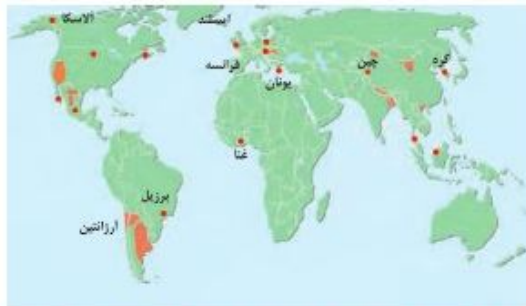 آلاسکا
ایسلند
فرانسه
یونان
چین
کره
غنا
برزیل
آرژانتین